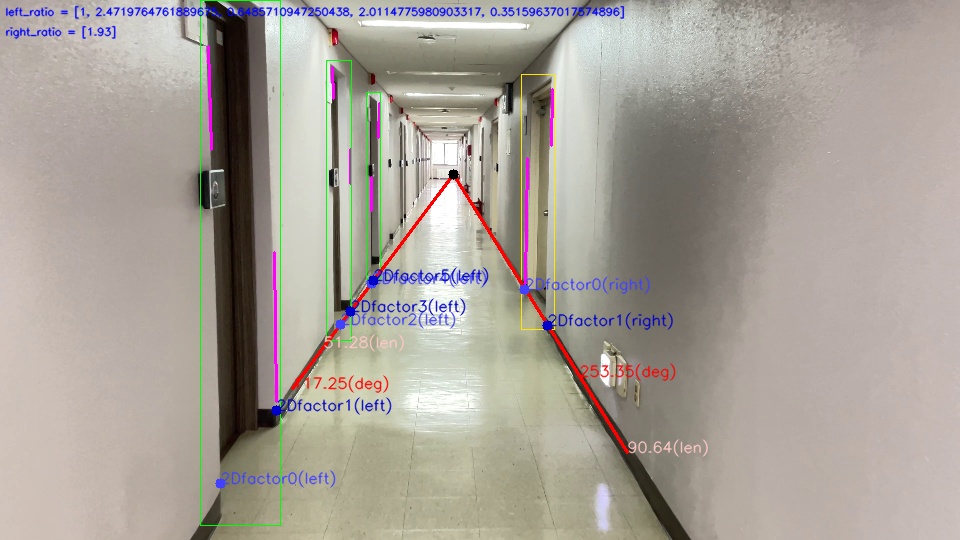 left_ratio = [1, 2.4719764761889675, 0.6485710947250438, 2.0114775980903317, 0.35159637017574896]
right_ratio = [1.93]
2Dfactor5(left)
2Dfactor0(right)
2Dfactor3(left)
2Dfactor2(left)
2Dfactor1(right)
51.28(len)
253.35(deg)
17.25(deg)
2Dfactor1(left)
90.64(len)
2Dfactor0(left)